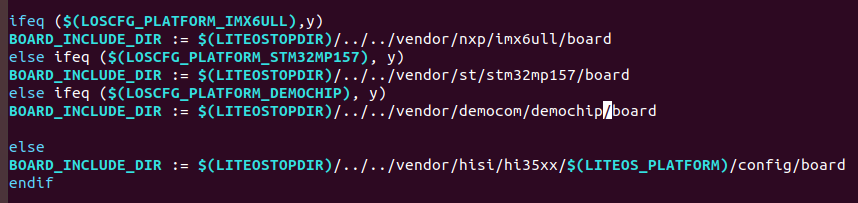 ifeq ($(LOSCFG_PLATFORM_IMX6ULL),y)
BOARD_INCLUDE_DIR := $(LITEOSTOPDIR)/../../vendor/nxp/imx6ull/board
else ifeq ($(LOSCFG_PLATFORM_STM32MP157), y)
BOARD_INCLUDE_DIR := $(LITEOSTOPDIR)/../../vendor/st/stm32mp157/board
else ifeq ($(LOSCFG_PLATFORM_DEMOCHIP), y)
BOARD_INCLUDE_DIR := $(LITEOSTOPDIR)/../../vendor/democom/demochip/board
else
BOARD_INCLUDE_DIR := $(LITEOSTOPDIR)/../../vendor/hisi/hi35xx/$(LITEOS_PLATFORM)/config/board
endif